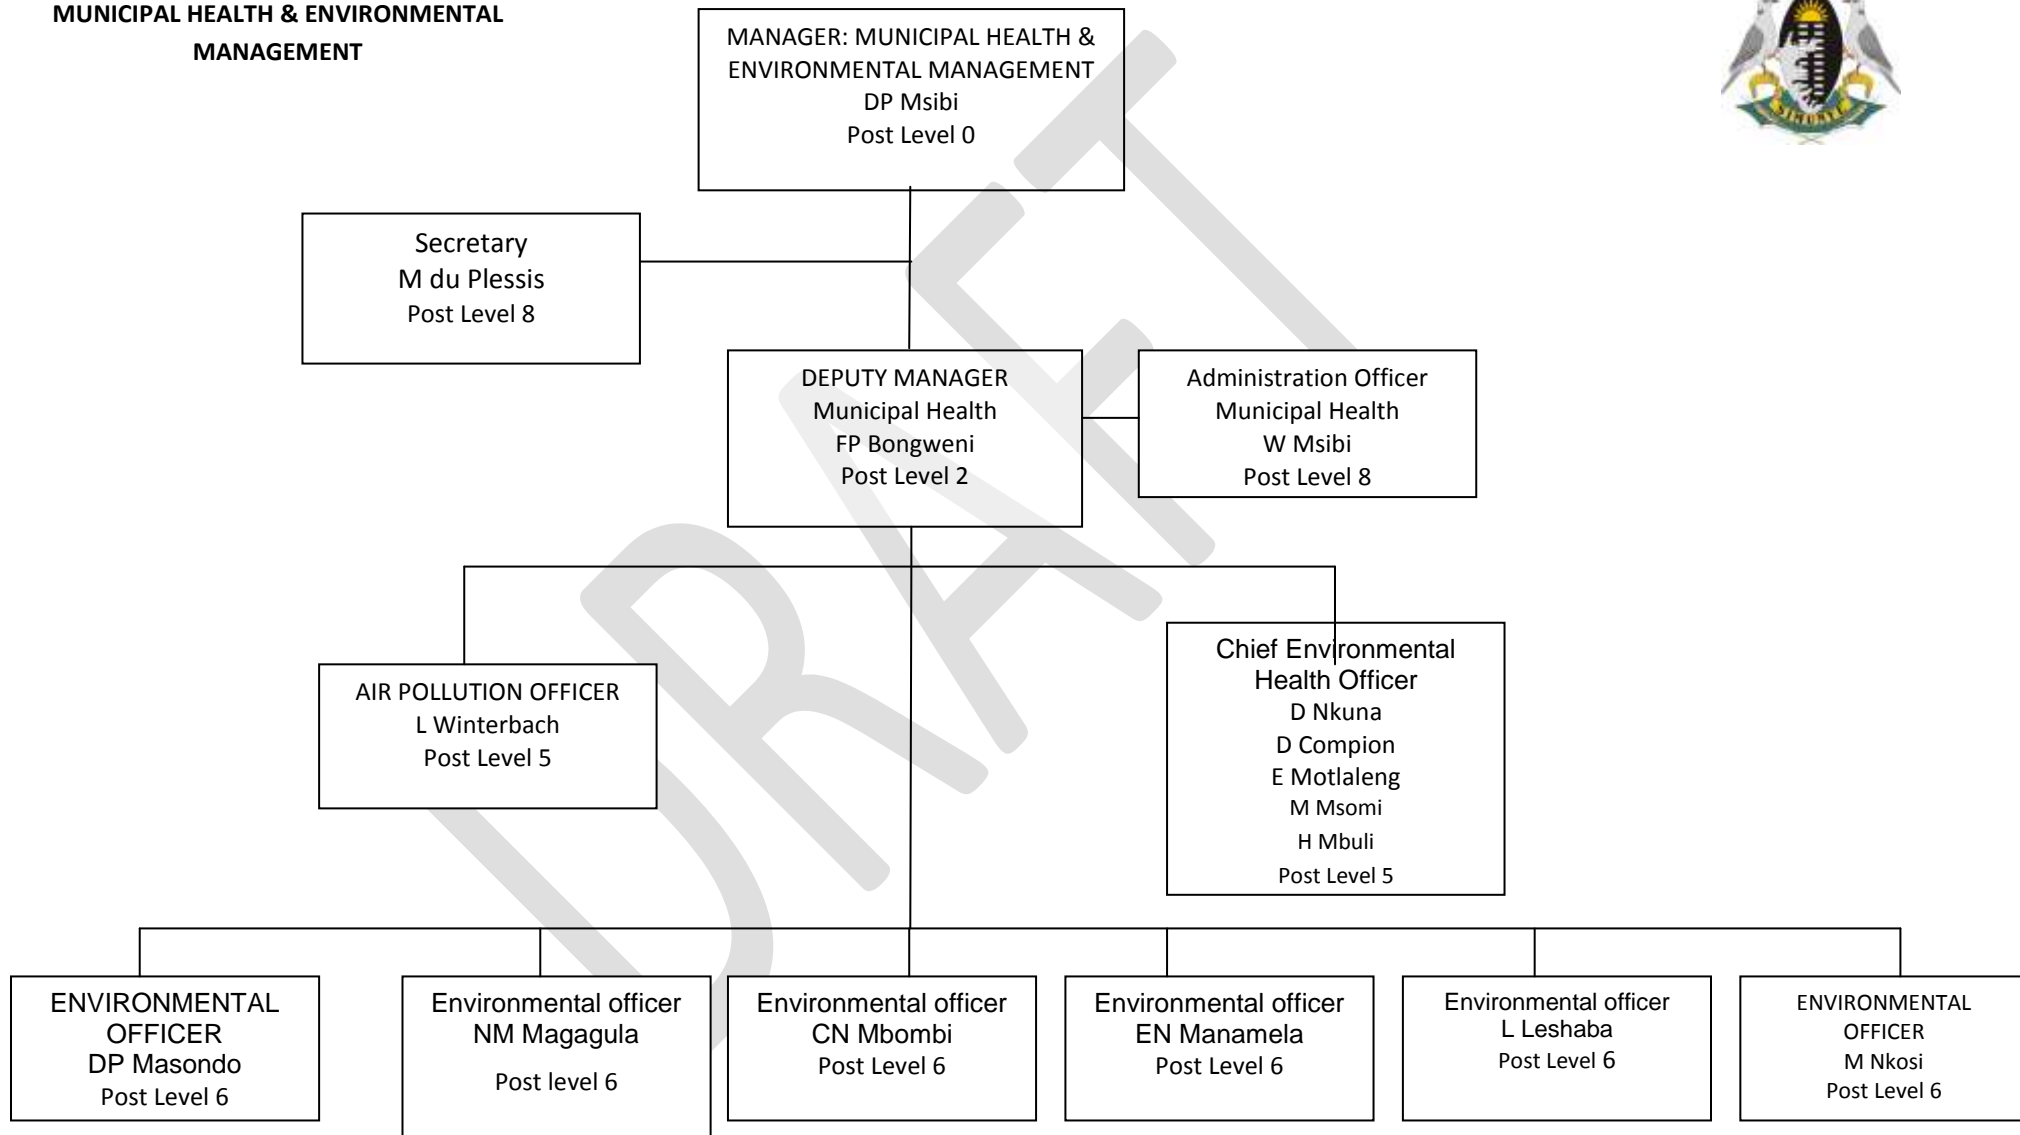 MUNICIPAL HEALTH & ENVIRONMENTAL
MANAGEMENT
MANAGER: MUNICIPAL HEALTH &
ENVIRONMENTAL MANAGEMENT
DP Msibi
Post Level 0
SIMUNYE
Secretary
M du Plessis
Post Level 8
DEPUTY MANAGER
Municipal Health
FP Bongweni
Post Level 2
Administration Officer
Municipal Health
W Msibi
Post Level 8
DRAFT
AIR POLLUTION OFFICER
L Winterbach
Post Level 5
Chief Environmental
Health Officer
D Nkuna
D Compion
E Motlaleng
M Msomi
H Mbuli
Post Level 5
ENVIRONMENTAL
OFFICER
DP Masondo
Post Level 6
Environmental officer
NM Magagula
Post level 6
Environmental officer
CN Mbombi
Post Level 6
Environmental officer
EN Manamela
Post Level 6
Environmental officer
L Leshaba
Post Level 6
ENVIRONMENTAL
OFFICER
M Nkosi
Post Level 6